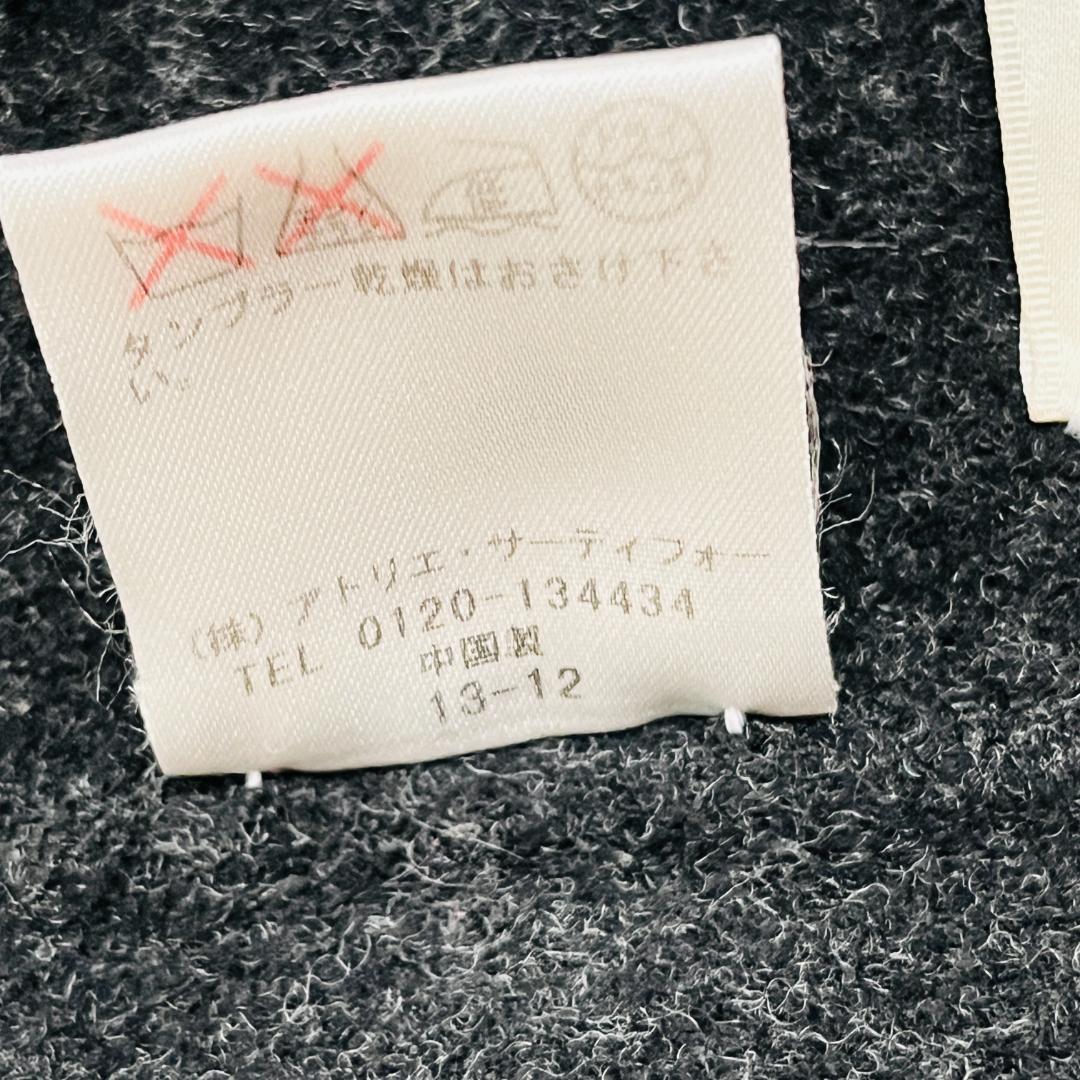 低
タンブラー乾燥はおさけ下さ
い。
(株)アトリエ・サーティフォー
TEL 0120-134434
中国製
13-12